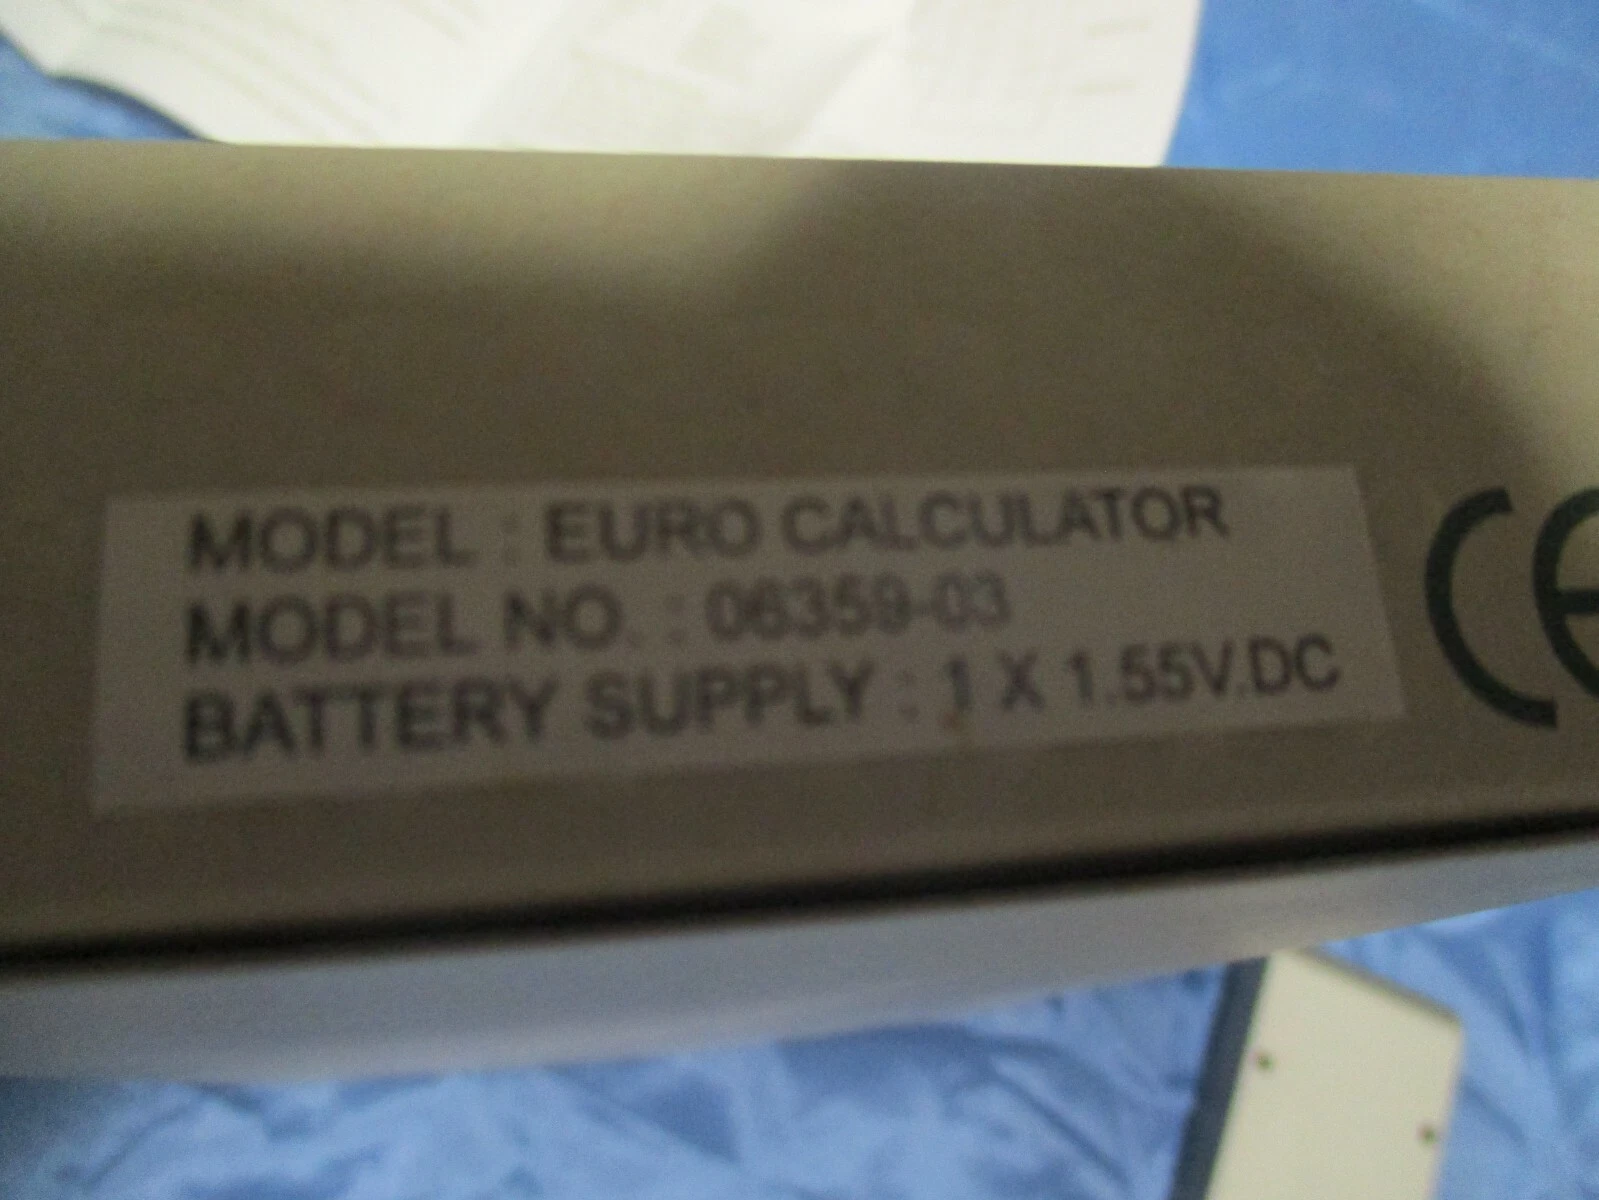 MODEL : EURO CALCULATOR
MODEL NO. : 06359-03
BATTERY SUPPLY : 1 X 1.55V.DC
CE